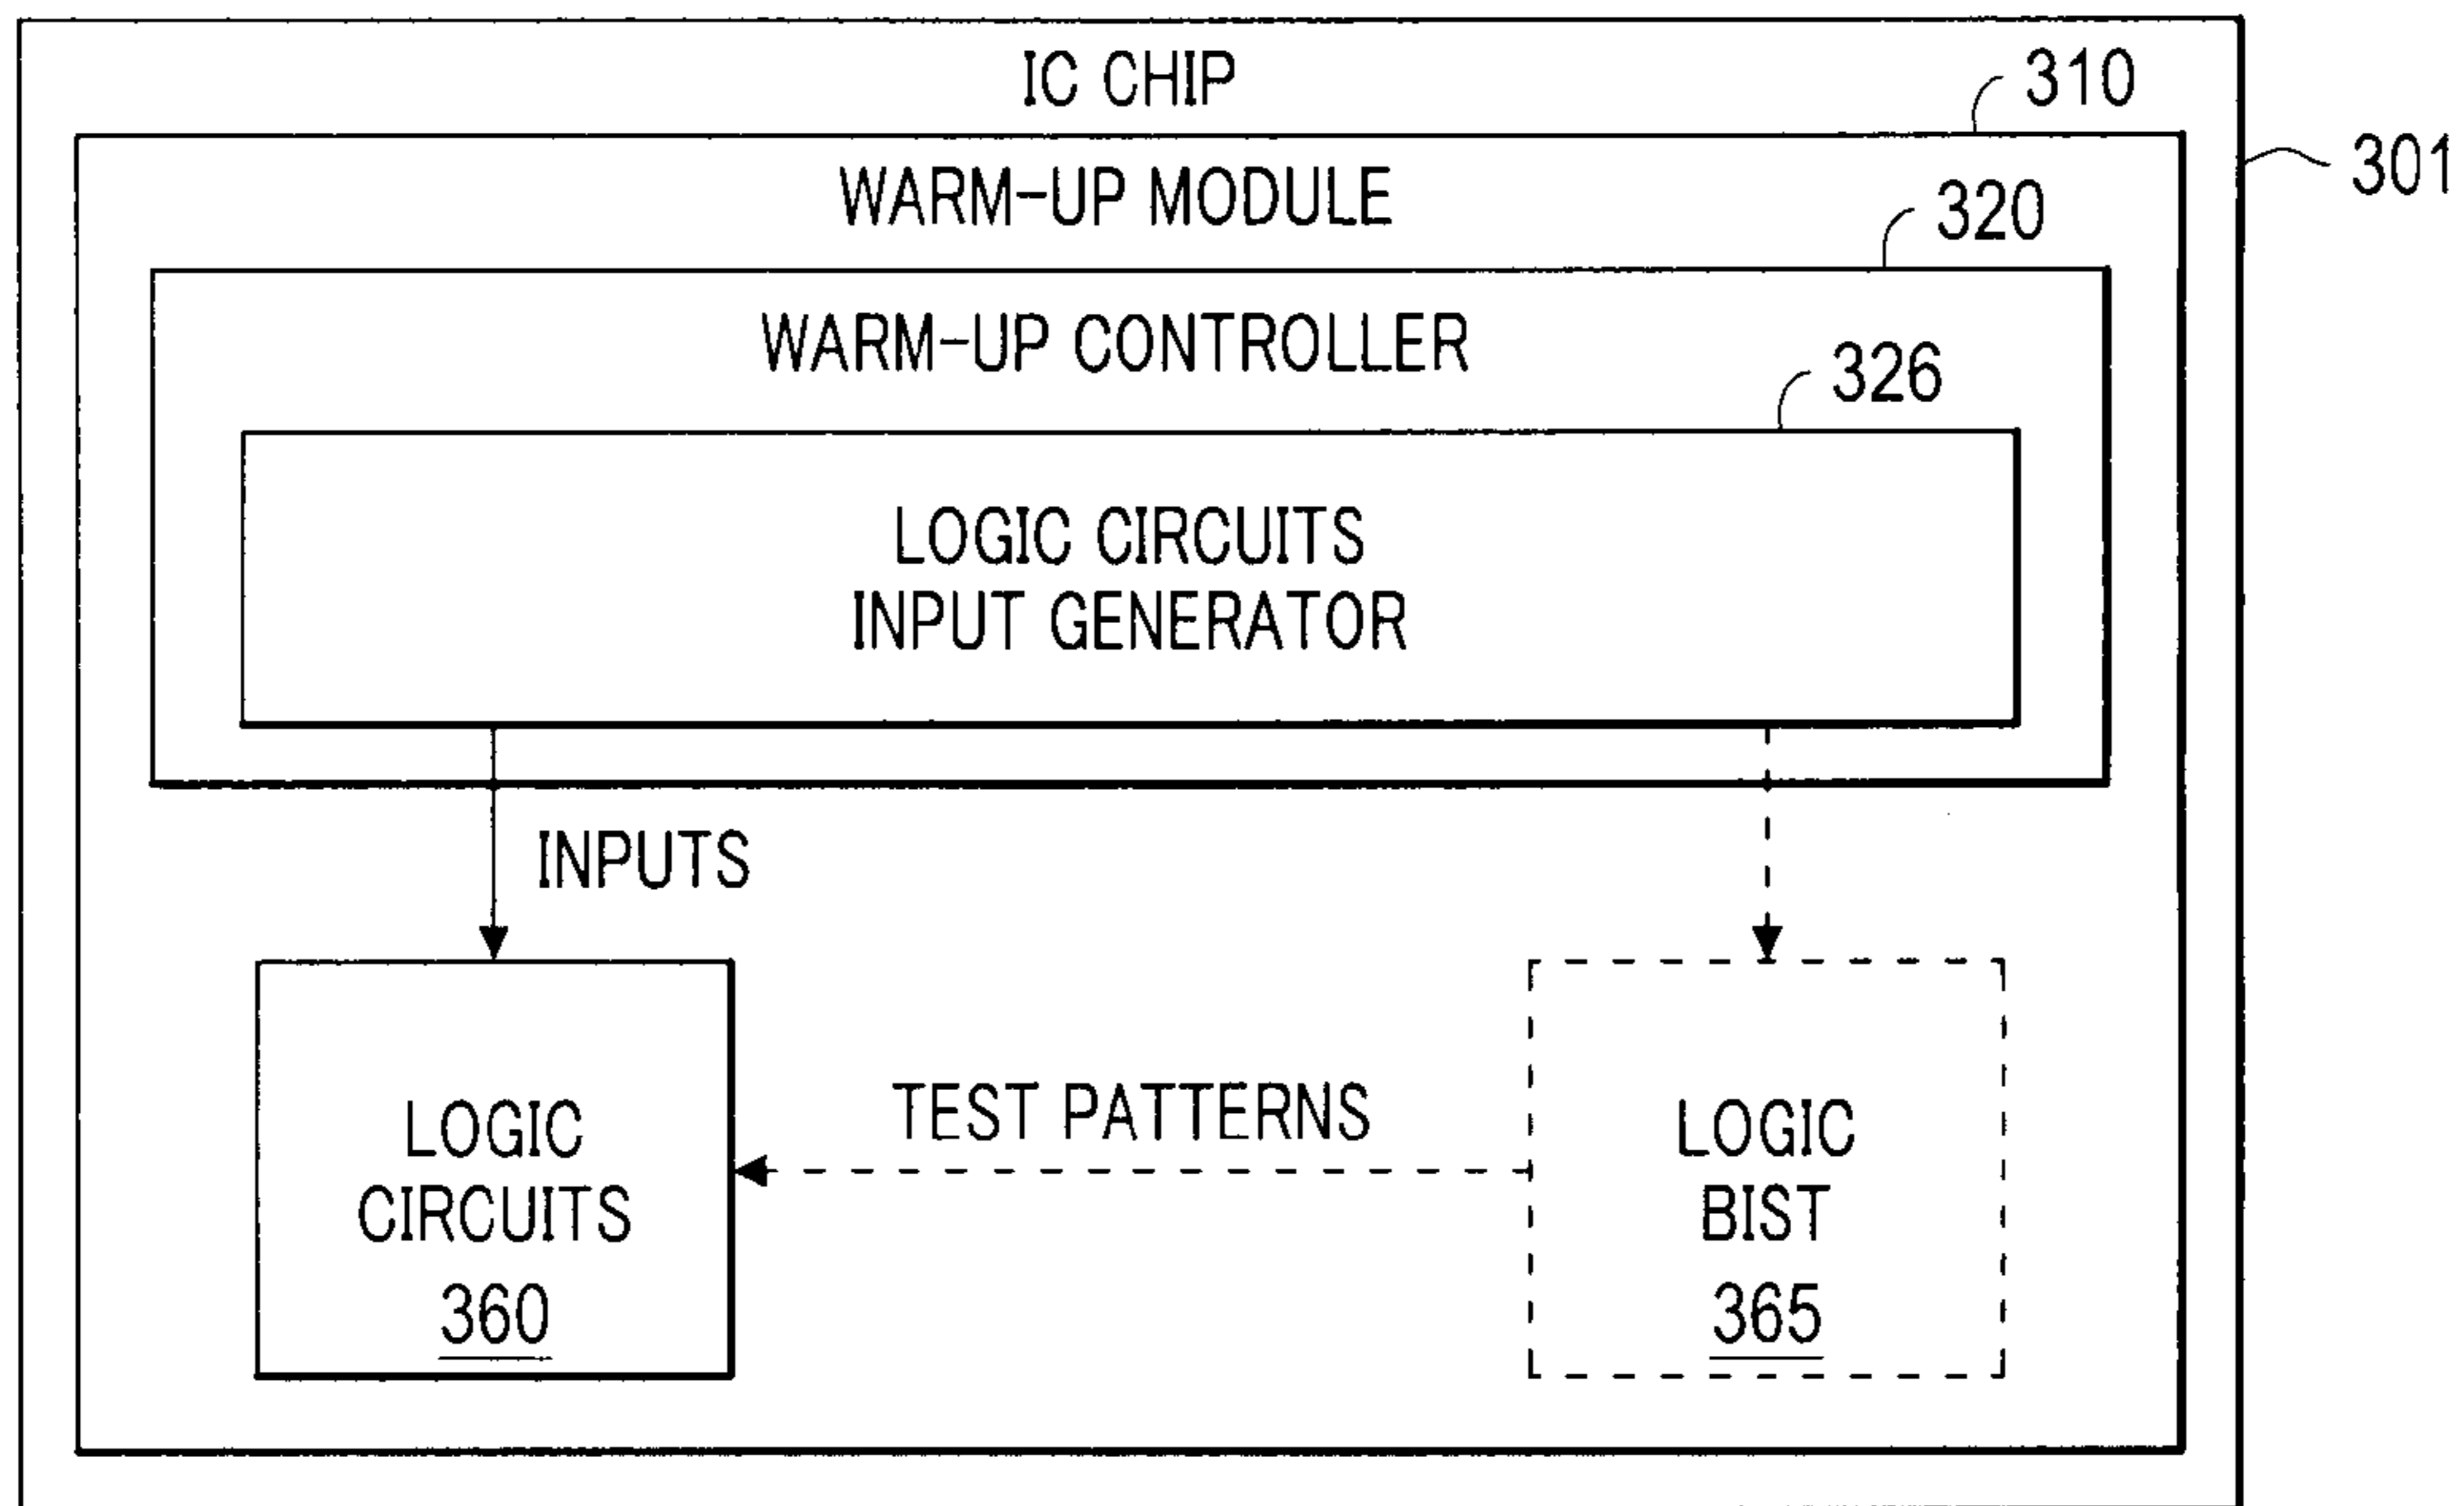 IC CHIP
310
301
WARM-UP MODULE
320
WARM-UP CONTROLLER
326
LOGIC CIRCUITS
INPUT GENERATOR
INPUTS
TEST PATTERNS
LOGIC
CIRCUITS
360
LOGIC
BIST
365